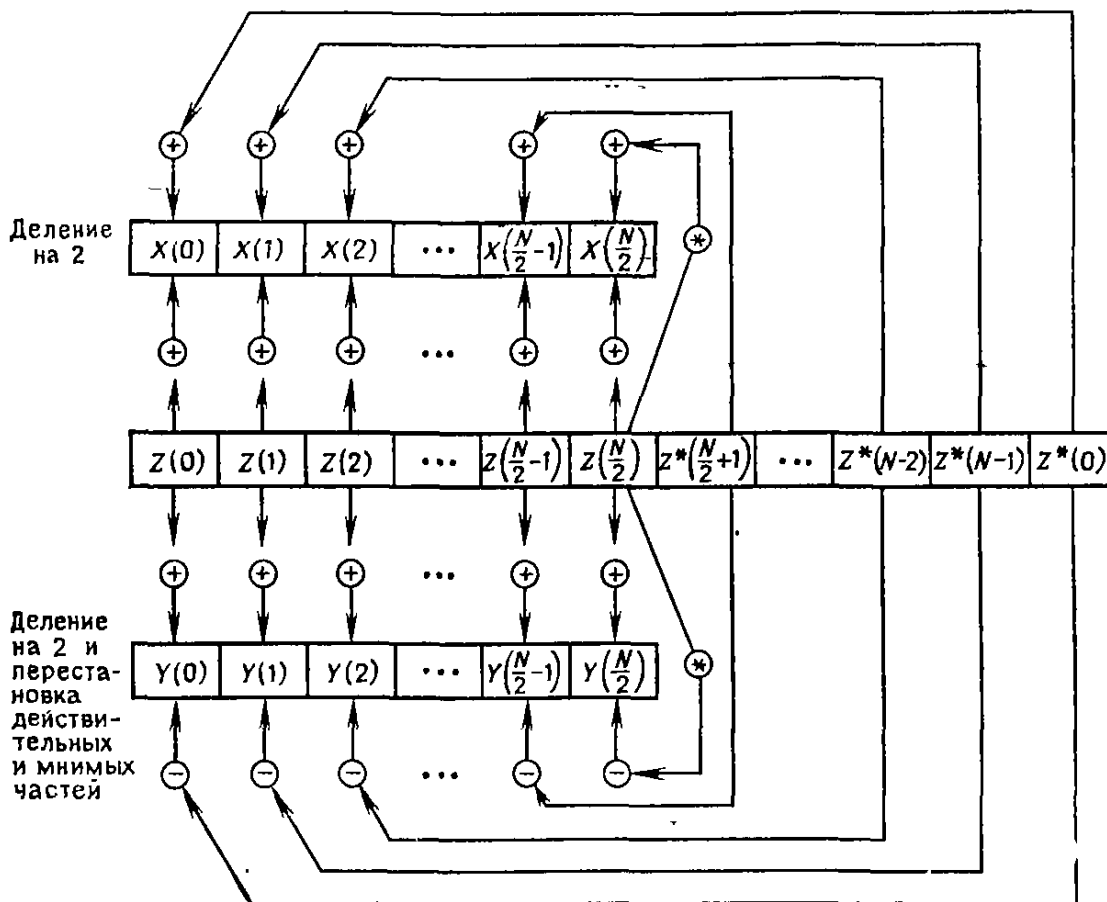 + + + + +
Деление
на 2
X(0) X(1) X(2) ... X(N/2-1) X(N/2)
*
+ + + ... + +
Z(0) Z(1) Z(2) ... Z(N/2-1) Z(N/2) Z*(N/2+1) ... Z*(N-2) Z*(N-1) Z*(0)
+ + + ... + +
Деление
на 2 и
переста-
новка
действи-
тельных
и мнимых
частей
Y(0) Y(1) Y(2) ... Y(N/2-1) Y(N/2)
*
− − − ... − −